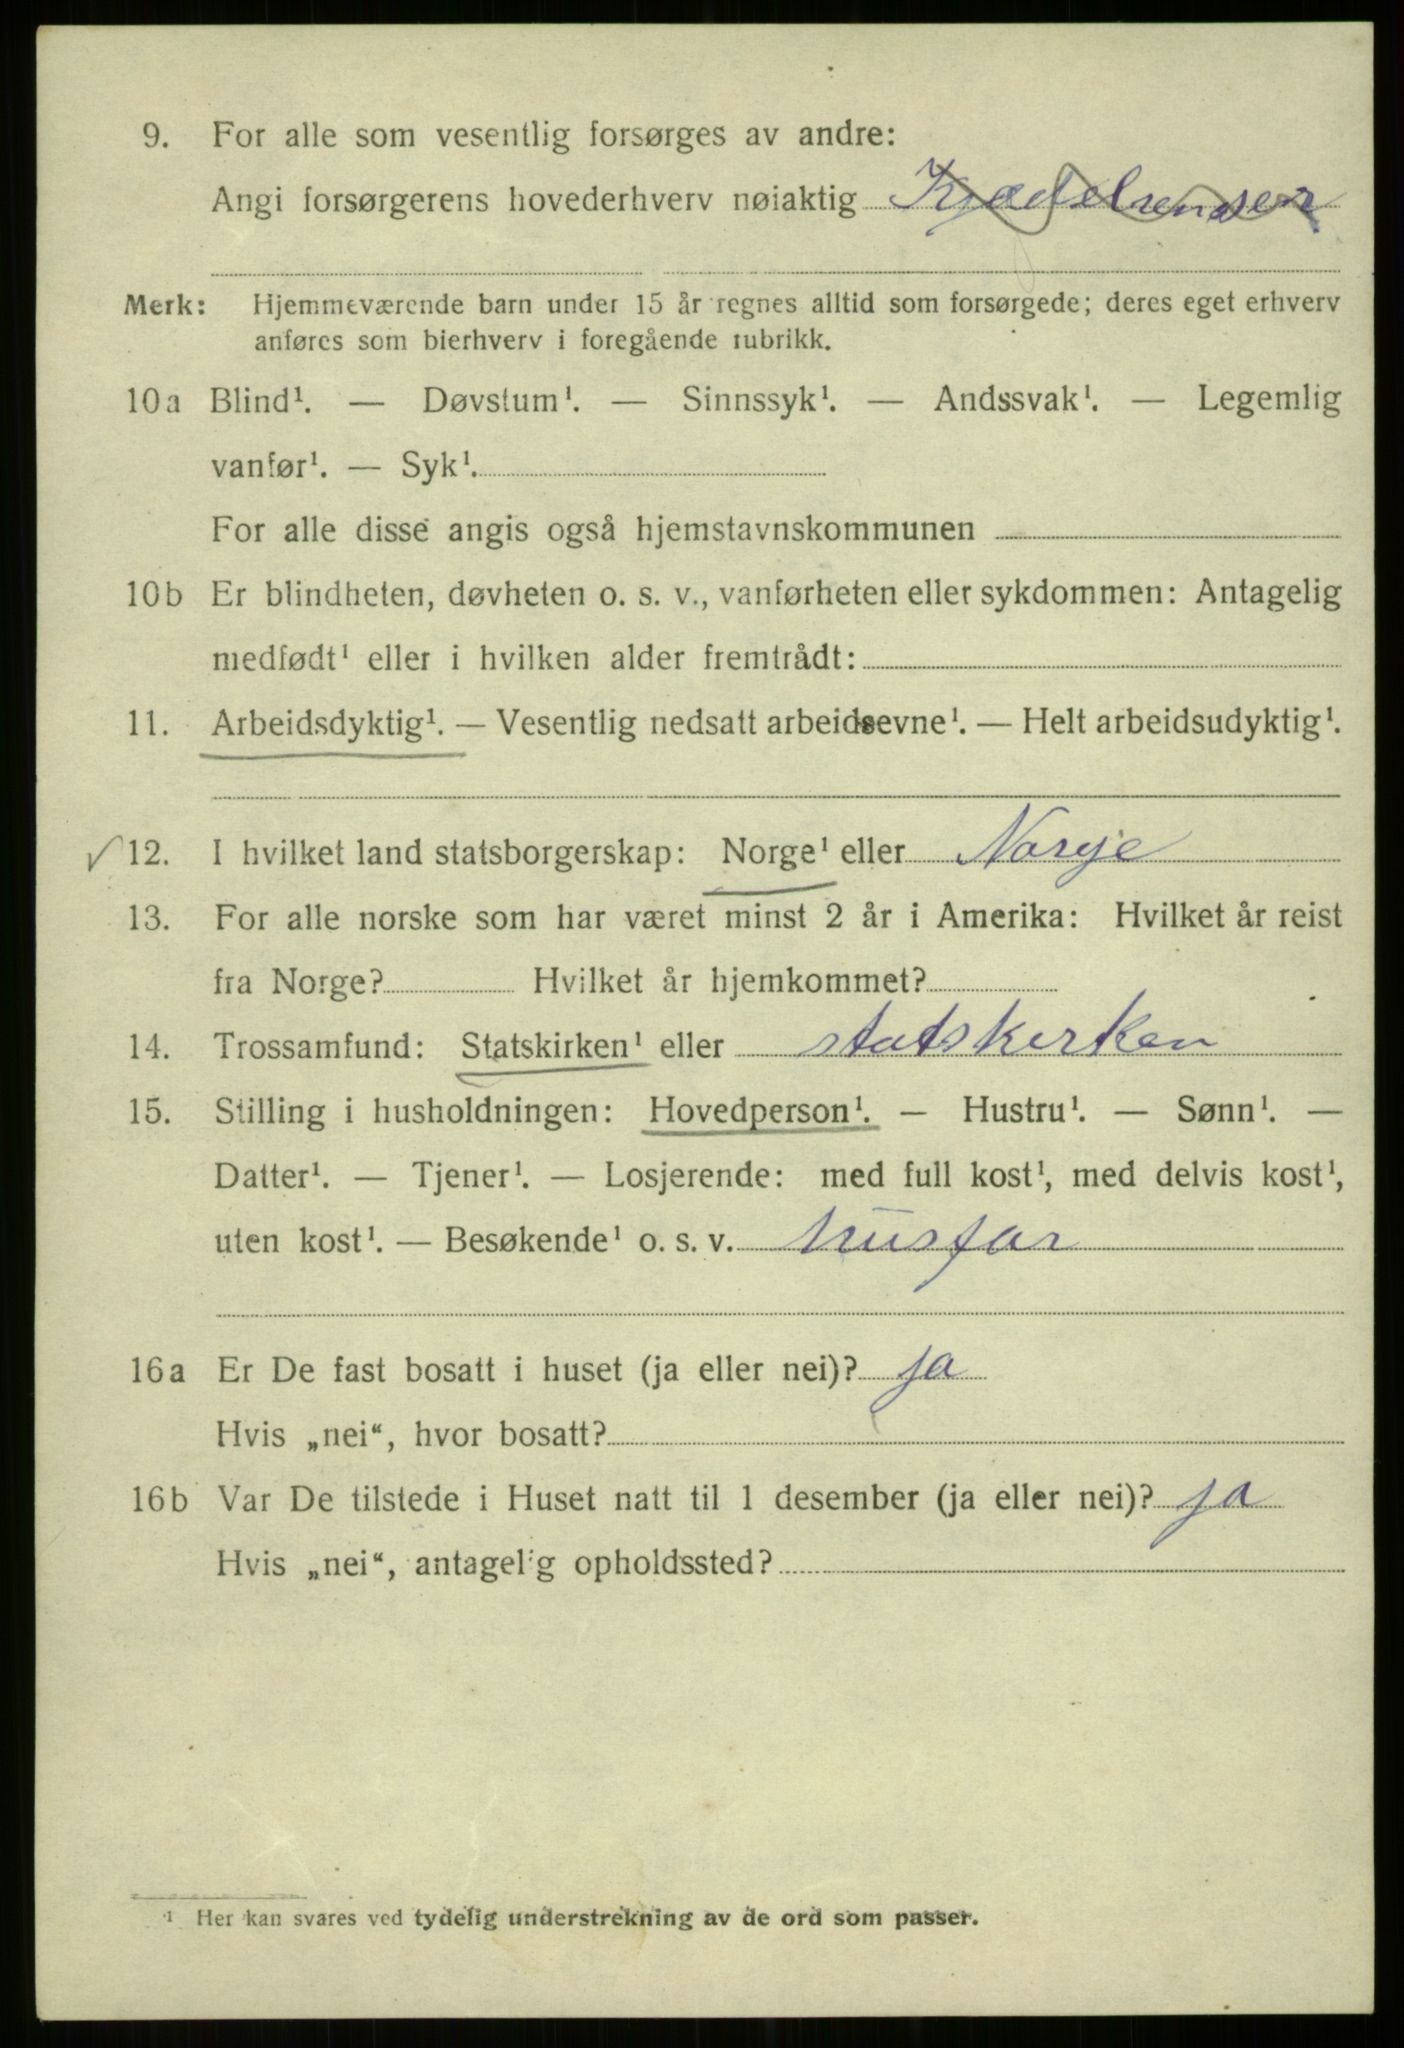 9. For alle som vesentlig forsørges av andre:
Angi forsørgerens hovederhverv nøiaktig
Merk: Hjemmeværende barn under 15 år regnes alltid som forsørgede; deres eget erhverv
anføres som bierhverv i foregående rubrikk.
10a Blind¹. — Døvstum¹. — Sinnssyk¹. — Andssvak¹. — Legemlig
vanfør¹. — Syk¹.
For alle disse angis også hjemstavnskommunen
10b Er blindheten, døvheten o. s. v., vanførheten eller sykdommen: Antagelig
medfødt¹ eller i hvilken alder fremtrådt:
11. Arbeidsdyktig¹. — Vesentlig nedsatt arbeidsevne¹. — Helt arbeidsudyktig¹.
✓ 12. I hvilket land statsborgerskap: Norge¹ eller Norge
13. For alle norske som har været minst 2 år i Amerika: Hvilket år reist
fra Norge? Hvilket år hjemkommet?
14. Trossamfund: Statskirken¹ eller statskerken
15. Stilling i husholdningen: Hovedperson¹. — Hustru¹. — Sønn¹. —
Datter¹. — Tjener¹. — Losjerende: med full kost¹, med delvis kost¹,
uten kost¹. — Besøkende¹ o. s. v. husfar
16a Er De fast bosatt i huset (ja eller nei)? ja
Hvis „nei“, hvor bosatt?
16b Var De tilstede i Huset natt til 1 desember (ja eller nei)? ja
Hvis „nei“, antagelig opholdssted?
¹ Her kan svares ved tydelig understrekning av de ord som passer.